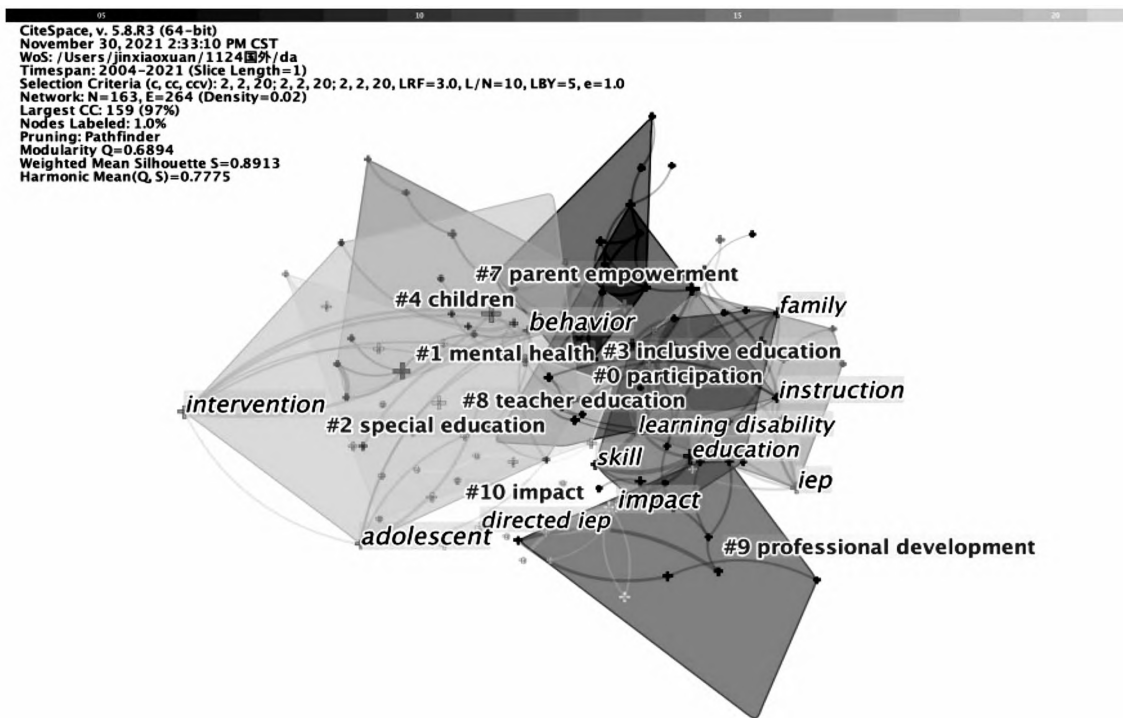 05 10 15 20
CiteSpace, v. 5.8.R3 (64-bit)
November 30, 2021 2:33:10 PM CST
WoS: /Users/jinxiaoxuan/1124国外/da
Timespan: 2004-2021 (Slice Length=1)
Selection Criteria (c, cc, ccv): 2, 2, 20; 2, 2, 20; 2, 2, 20, LRF=3.0, L/N=10, LBY=5, e=1.0
Network: N=163, E=264 (Density=0.02)
Largest CC: 159 (97%)
Nodes Labeled: 1.0%
Pruning: Pathfinder
Modularity Q=0.6894
Weighted Mean Silhouette S=0.8913
Harmonic Mean(Q, S)=0.7775
#7 parent empowerment
#4 children
family
behavior
#1 mental health
#3 inclusive education
#0 participation
instruction
intervention
#8 teacher education
#2 special education
learning disability
education
skill
iep
#10 impact
impact
directed iep
adolescent
#9 professional development